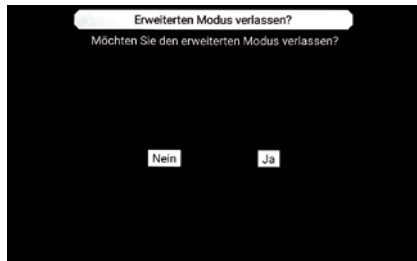 Erweiterten Modus verlassen?
Möchten Sie den erweiterten Modus verlassen?
Nein Ja